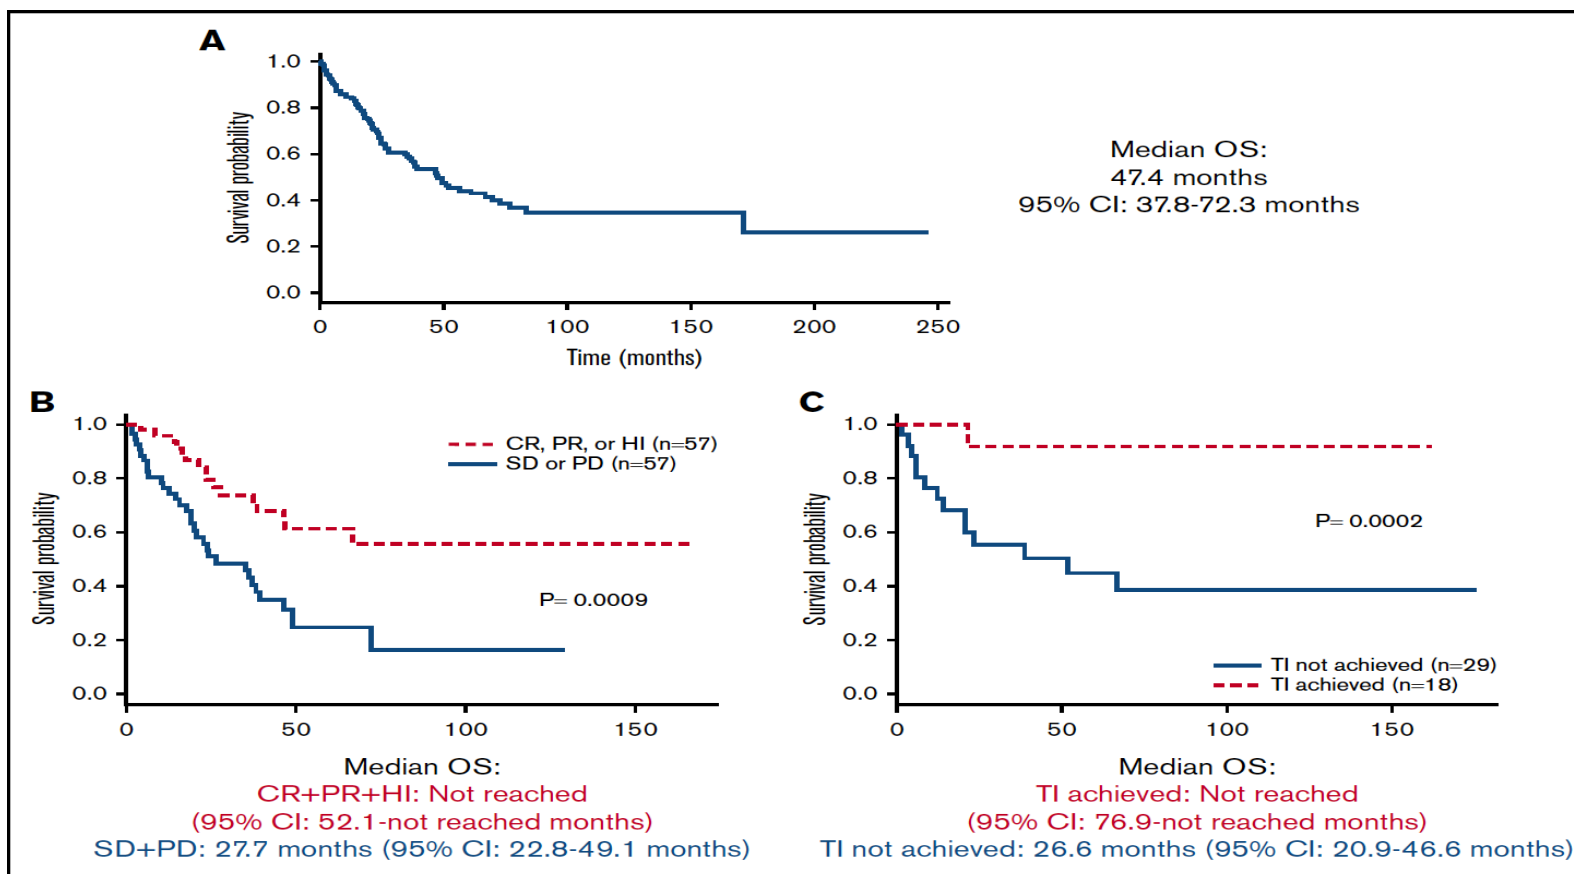 A
1.0
0.8
0.6
0.4
0.2
0.0
Survival probability
0 50 100 150 200 250
Time (months)
Median OS:
47.4 months
95% CI: 37.8-72.3 months
B
1.0
0.8
0.6
0.4
0.2
0.0
Survival probability
CR, PR, or HI (n=57)
SD or PD (n=57)
P= 0.0009
0 50 100 150
Median OS:
CR+PR+HI: Not reached
(95% CI: 52.1-not reached months)
SD+PD: 27.7 months (95% CI: 22.8-49.1 months)
C
1.0
0.8
0.6
0.4
0.2
0.0
Survival probability
P= 0.0002
TI not achieved (n=29)
TI achieved (n=18)
0 50 100 150
Median OS:
TI achieved: Not reached
(95% CI: 76.9-not reached months)
TI not achieved: 26.6 months (95% CI: 20.9-46.6 months)